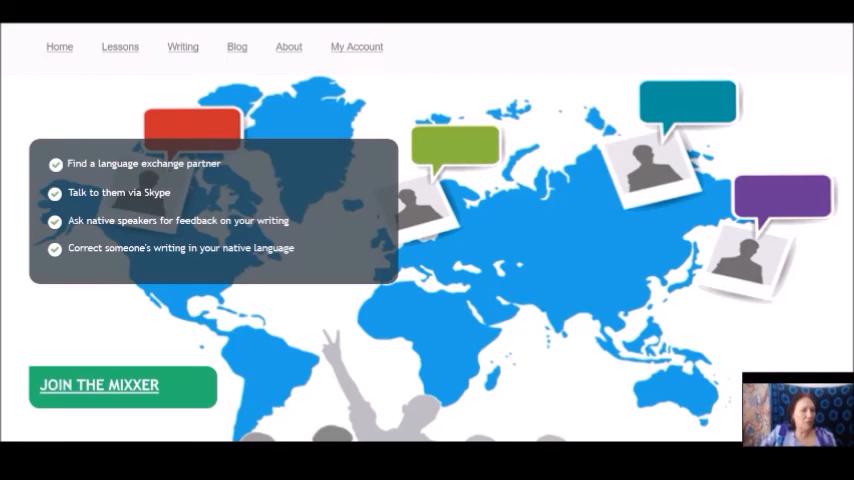 Home Lessons Writing Blog About My Account
Find a language exchange partner
Talk to them via Skype
Ask native speakers for feedback on your writing
Correct someone's writing in your native language
JOIN THE MIXXER